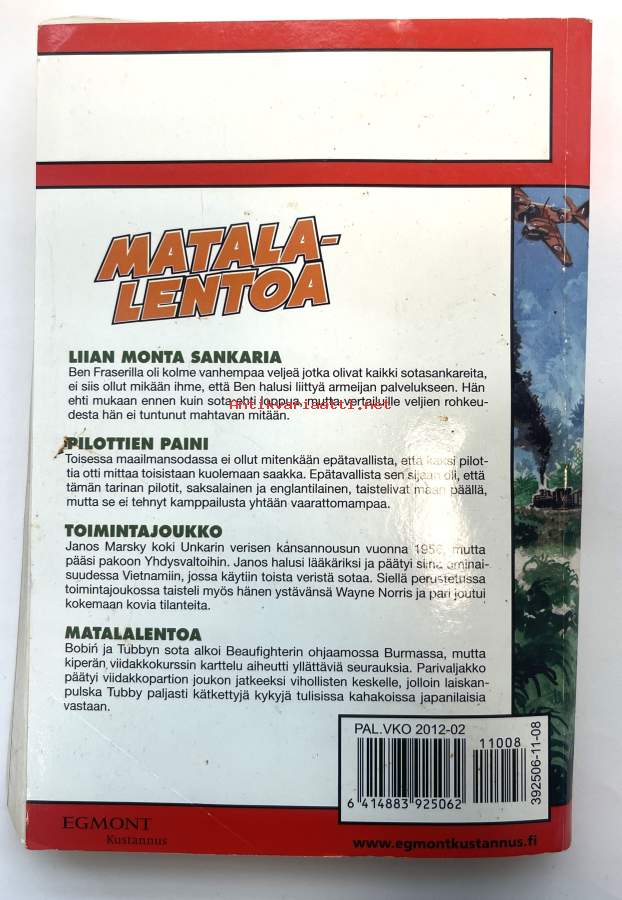 MATALA-
LENTOA
LIIAN MONTA SANKARIA
Ben Fraserilla oli kolme vanhempaa veljeä jotka olivat kaikki sotasankareita,
ei siis ollut mikään ihme, että Ben halusi liittyä armeijan palvelukseen. Hän
ehti mukaan ennen kuin sota ehti loppua, mutta vertailuille veljien rohkeu-
desta hän ei tuntunut mahtavan mitään.
Antikvariaatti.net
PILOTTIEN PAINI
Toisessa maailmansodassa ei ollut mitenkään epätavallista, että kaksi pilot-
tia otti mittaa toisistaan kuolemaan saakka. Epätavallista sen sijaan oli, että
tämän tarinan pilotit, saksalainen ja englantilainen, taistelivat maan päällä,
mutta se ei tehnyt kamppailusta yhtään vaarattomampaa.
TOIMINTAJOUKKO
Janos Marsky koki Unkarin verisen kansannousun vuonna 1956, mutta
pääsi pakoon Yhdysvaltoihin. Janos halusi lääkäriksi ja päätyi siinä ominai-
suudessa Vietnamiin, jossa käytiin toista veristä sotaa. Siellä perustetussa
toimintajoukossa taisteli myös hänen ystävänsä Wayne Norris ja pari joutui
kokemaan kovia tilanteita.
MATALALENTOA
Bobin ja Tubbyn sota alkoi Beaufighterin ohjaamossa Burmassa, mutta
kiperän viidakkokurssin karttelu aiheutti yllättäviä seurauksia. Parivaljakko
päätyi viidakkopartion joukon jatkeeksi vihollisten keskelle, jolloin laiskan-
pulska Tubby paljasti kätkettyjä kykyjä tulisissa kahakoissa japanilaisia
vastaan.
PAL.VKO 2012-02
11008
6 414883 925062
392506-11-08
EGMONT
Kustannus
www.egmontkustannus.fi